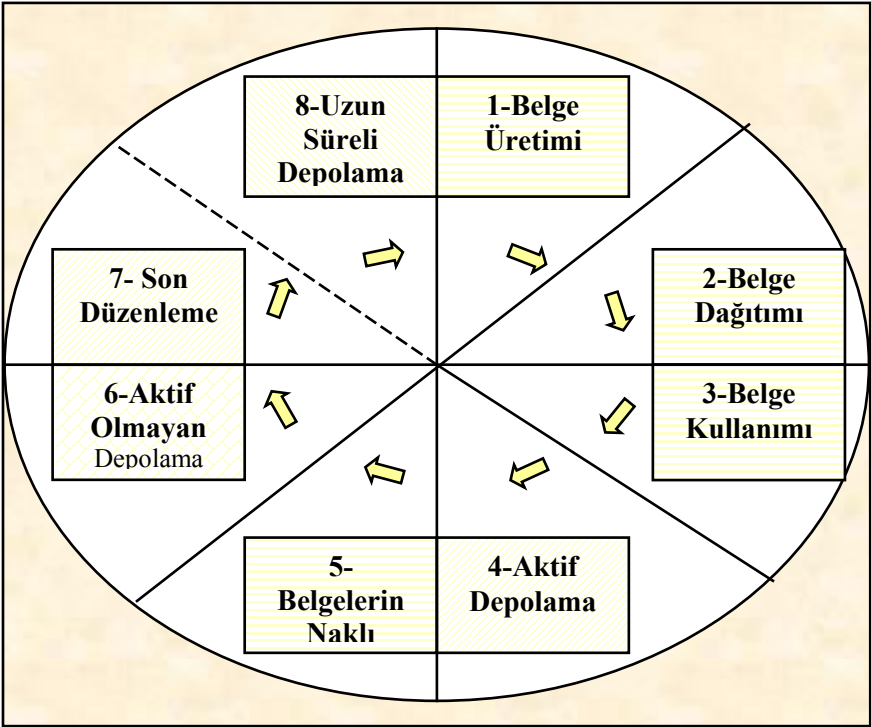 8-Uzun
Süreli
Depolama
1-Belge
Üretimi
2-Belge
Dağıtımı
3-Belge
Kullanımı
4-Aktif
Depolama
5-
Belgelerin
Naklı
6-Aktif
Olmayan
Depolama
7- Son
Düzenleme